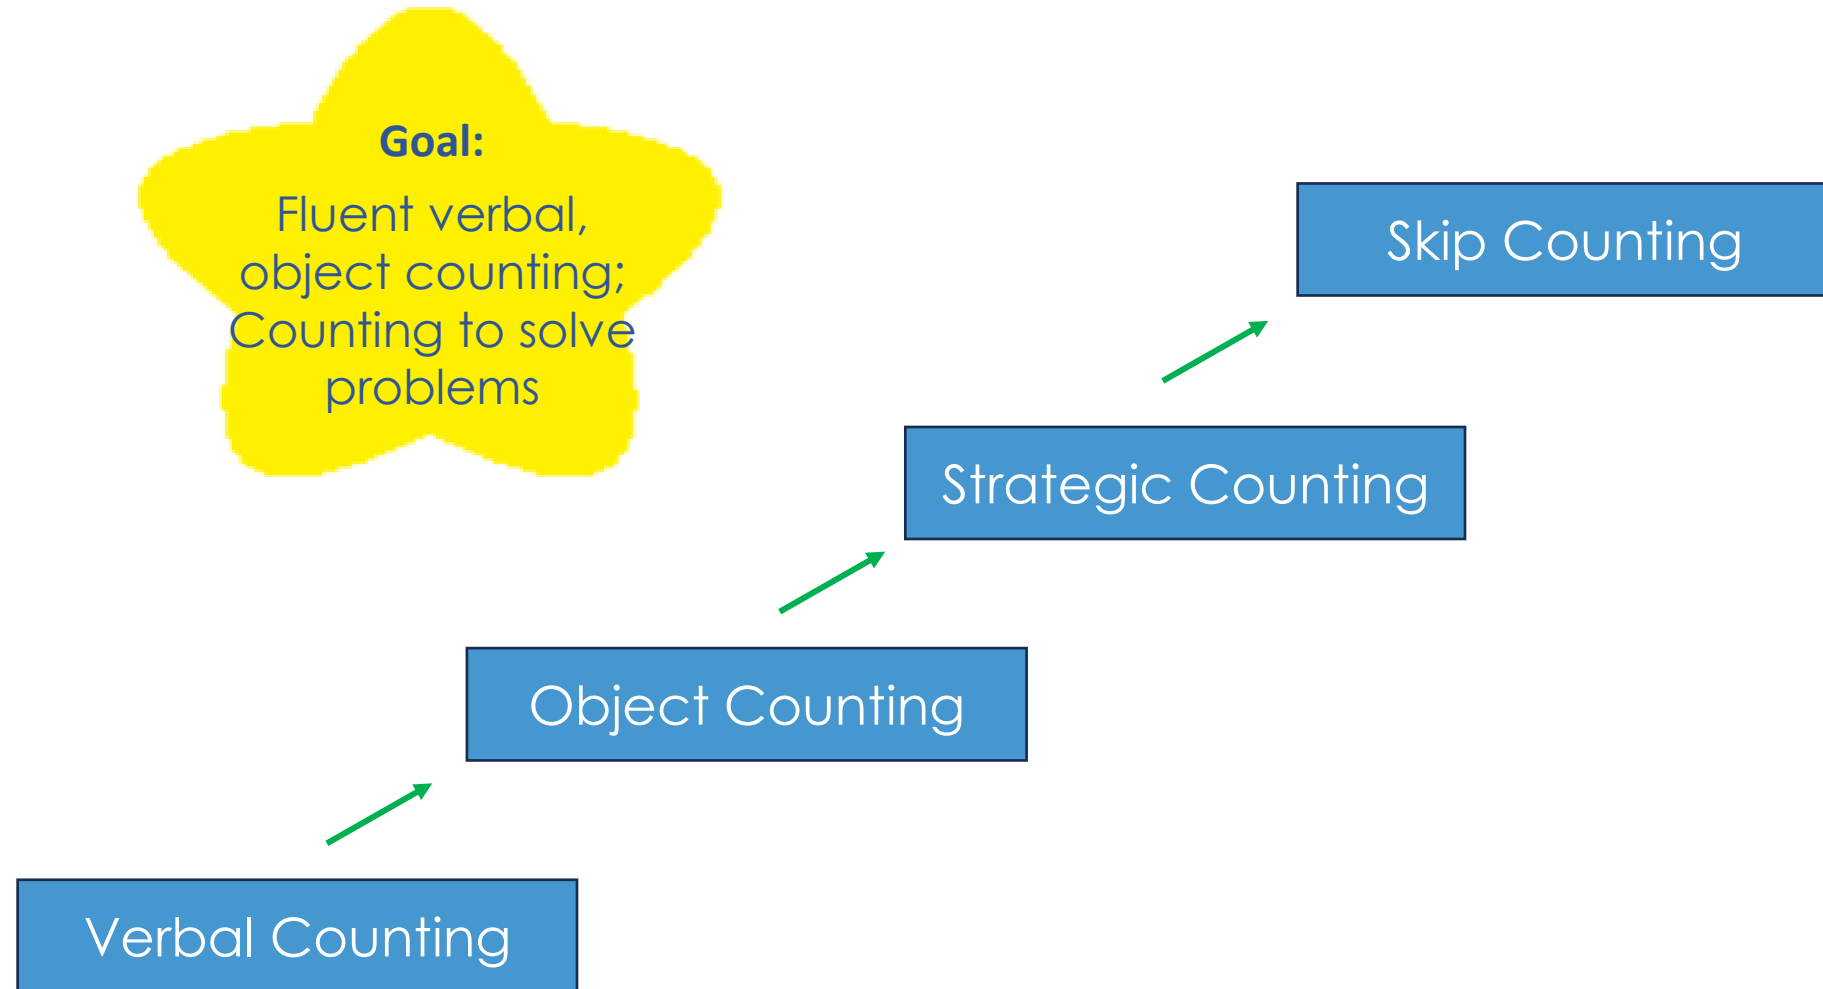 Goal:
Fluent verbal,
object counting;
Counting to solve
problems
Skip Counting
Strategic Counting
Object Counting
Verbal Counting